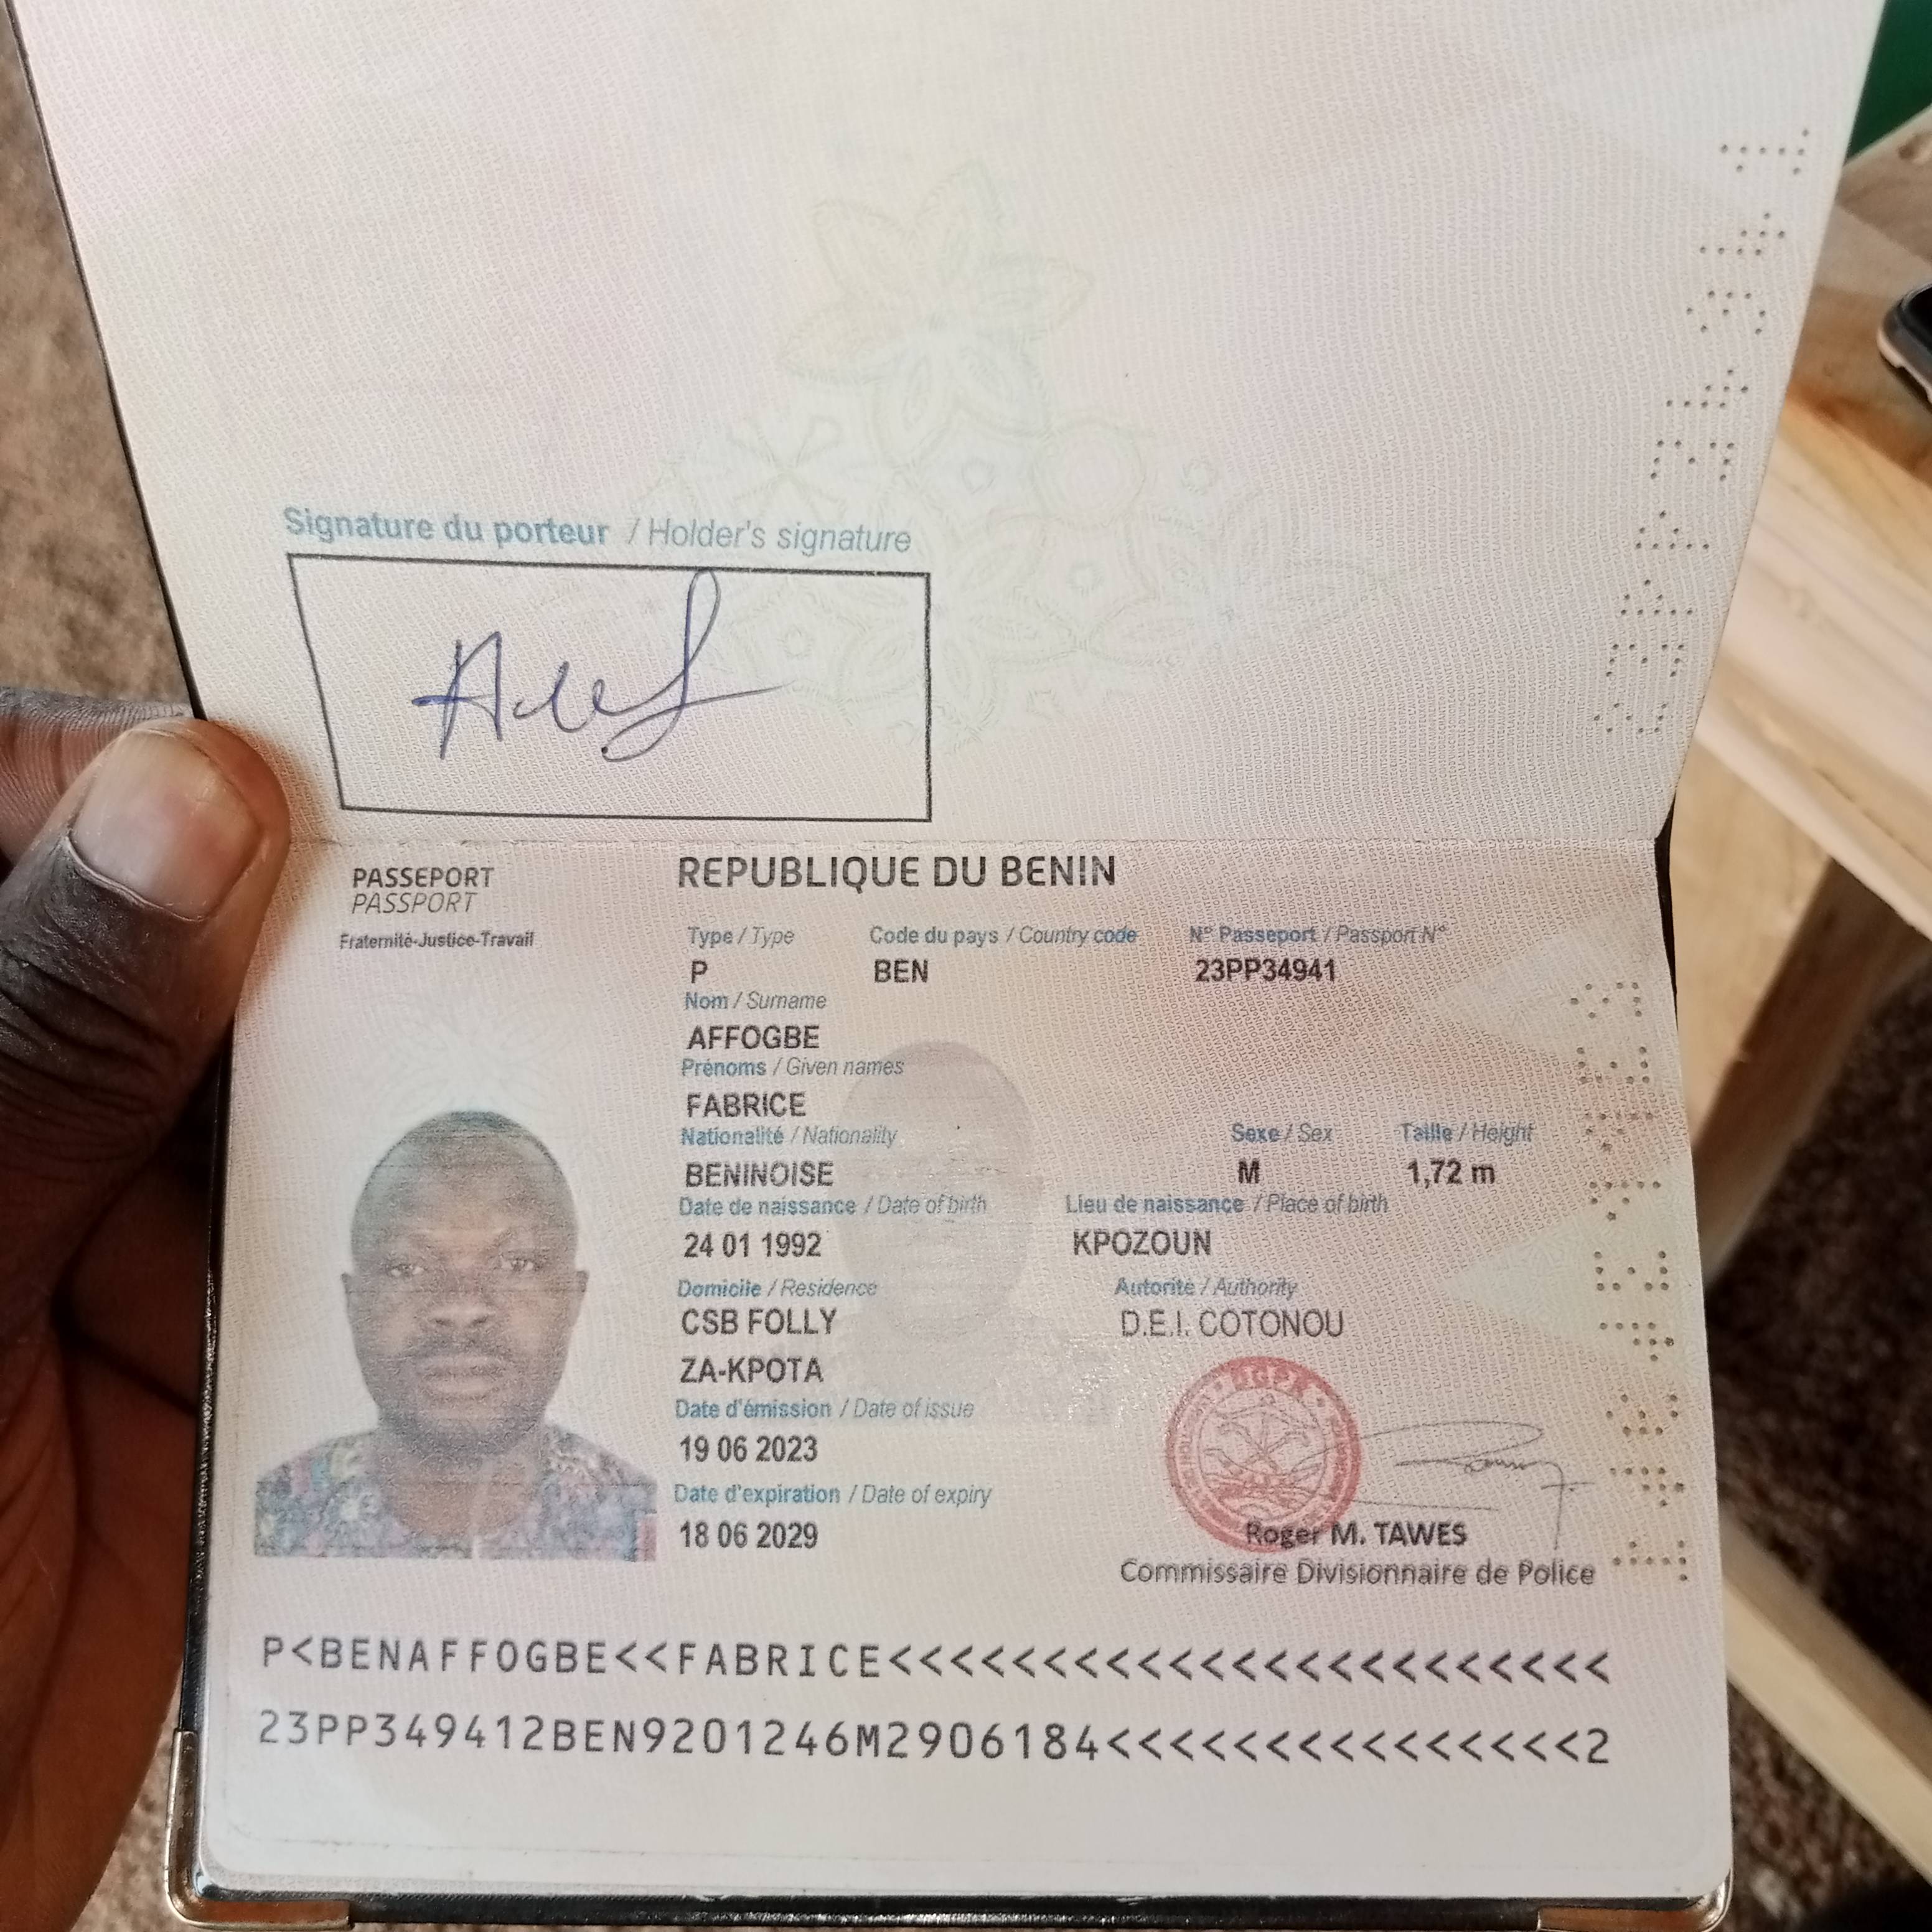 Signature du porteur / Holder's signature
PASSEPORT
PASSPORT
Fraternité-Justice-Travail
REPUBLIQUE DU BENIN
Type / Type Code du pays / Country code N° Passeport / Passport N°
P BEN 23PP34941
Nom / Surname
AFFOGBE
Prénoms / Given names
FABRICE
Nationalité / Nationality Sexe / Sex Taille / Height
BENINOISE M 1,72 m
Date de naissance / Date of birth Lieu de naissance / Place of birth
24 01 1992 KPOZOUN
Domicile / Residence Autorité / Authority
CSB FOLLY D.E.I. COTONOU
ZA-KPOTA
Date d'émission / Date of issue
19 06 2023
Date d'expiration / Date of expiry
18 06 2029
Roger M. TAWES
Commissaire Divisionnaire de Police
P<BENAFFOGBE<<FABRICE<<<<<<<<<<<<<<<<<<<<<<<
23PP349412BEN9201246M2906184<<<<<<<<<<<<<<<2
23PP34941